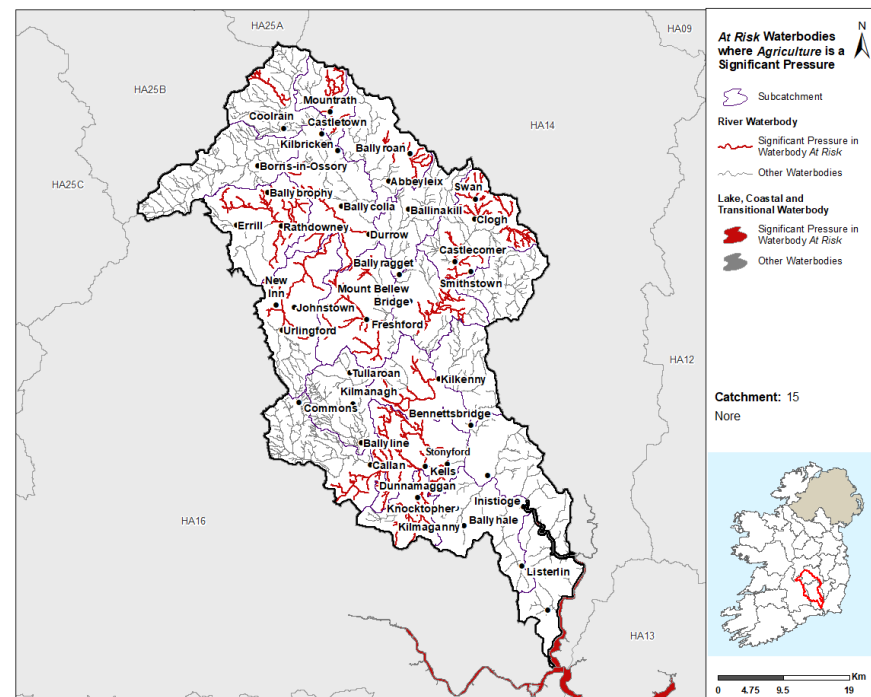 HA25A
HA09
HA25B
HA14
HA25C
HA12
HA16
HA13
Mountrath
Coolrain
Castletown
Kilbricken
Ballyroan
Borris-in-Ossory
Abbeyleix
Swan
Ballybrophy
Ballycolla
Ballinakill
Errill
Rathdowney
Clogh
Durrow
Castlecomer
Ballyragget
New
Inn
Mount Bellew
Bridge
Smithstown
Johnstown
Freshford
Urlingford
Tullaroan
Kilkenny
Kilmanagh
Commons
Bennettsbridge
Ballyline
Stonyford
Callan
Kells
Dunnamaggan
Inistioge
Knocktopher
Ballyhale
Kilmaganny
Listerlin
At Risk Waterbodies
where Agriculture is a
Significant Pressure
N
Subcatchment
River Waterbody
Significant Pressure in
Waterbody At Risk
Other Waterbodies
Lake, Coastal and
Transitional Waterbody
Significant Pressure in
Waterbody At Risk
Other Waterbodies
Catchment: 15
Nore
Km
0 4.75 9.5 19